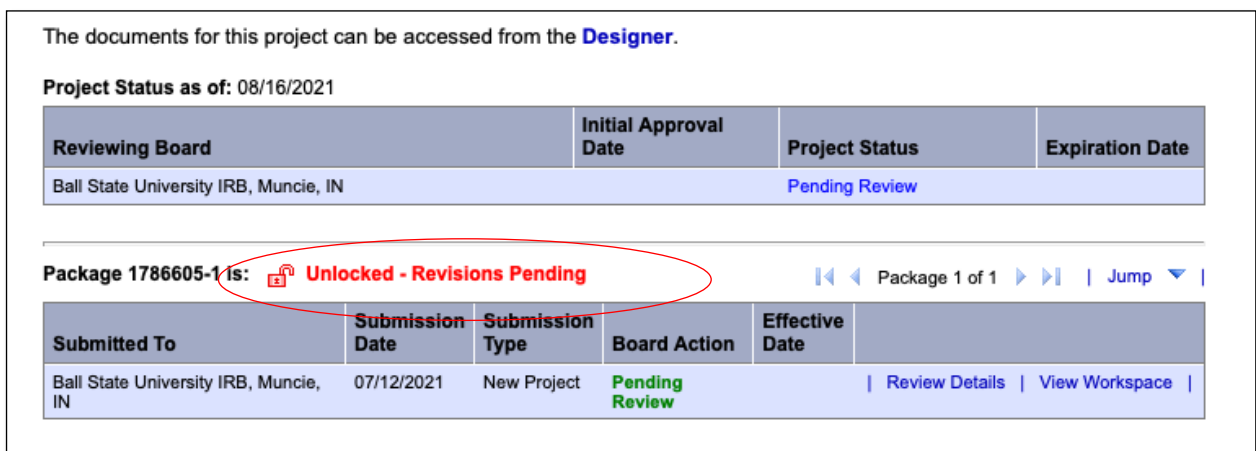 The documents for this project can be accessed from the Designer.
Project Status as of: 08/16/2021
Reviewing Board Initial Approval Date Project Status Expiration Date
Ball State University IRB, Muncie, IN Pending Review
Package 1786605-1 is: Unlocked - Revisions Pending Package 1 of 1 | Jump |
Submitted To Submission Date Submission Type Board Action Effective Date
Ball State University IRB, Muncie, IN 07/12/2021 New Project Pending Review | Review Details | View Workspace |